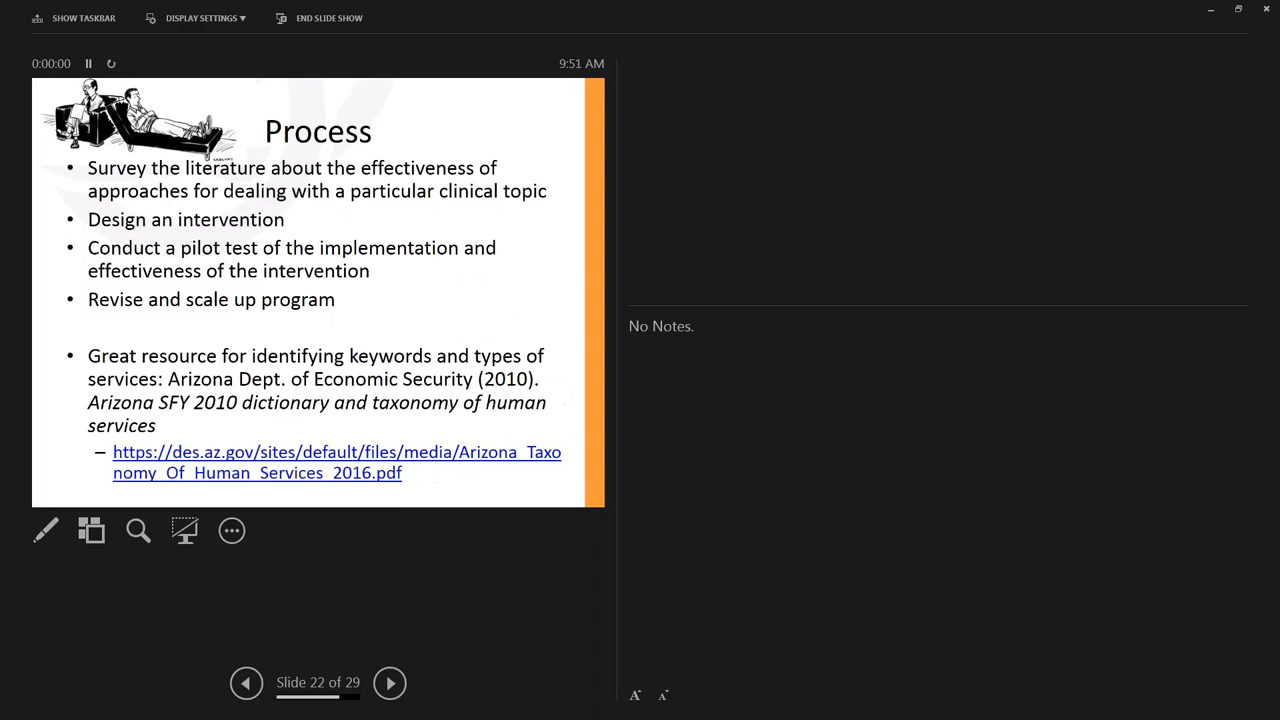 SHOW TASKBAR DISPLAY SETTINGS ▼ END SLIDE SHOW
0:00:00 9:51 AM
Process
• Survey the literature about the effectiveness of
approaches for dealing with a particular clinical topic
• Design an intervention
• Conduct a pilot test of the implementation and
effectiveness of the intervention
• Revise and scale up program
• Great resource for identifying keywords and types of
services: Arizona Dept. of Economic Security (2010).
Arizona SFY 2010 dictionary and taxonomy of human
services
– https://des.az.gov/sites/default/files/media/Arizona_Taxo
nomy_Of_Human_Services_2016.pdf
Slide 22 of 29
No Notes.
A A